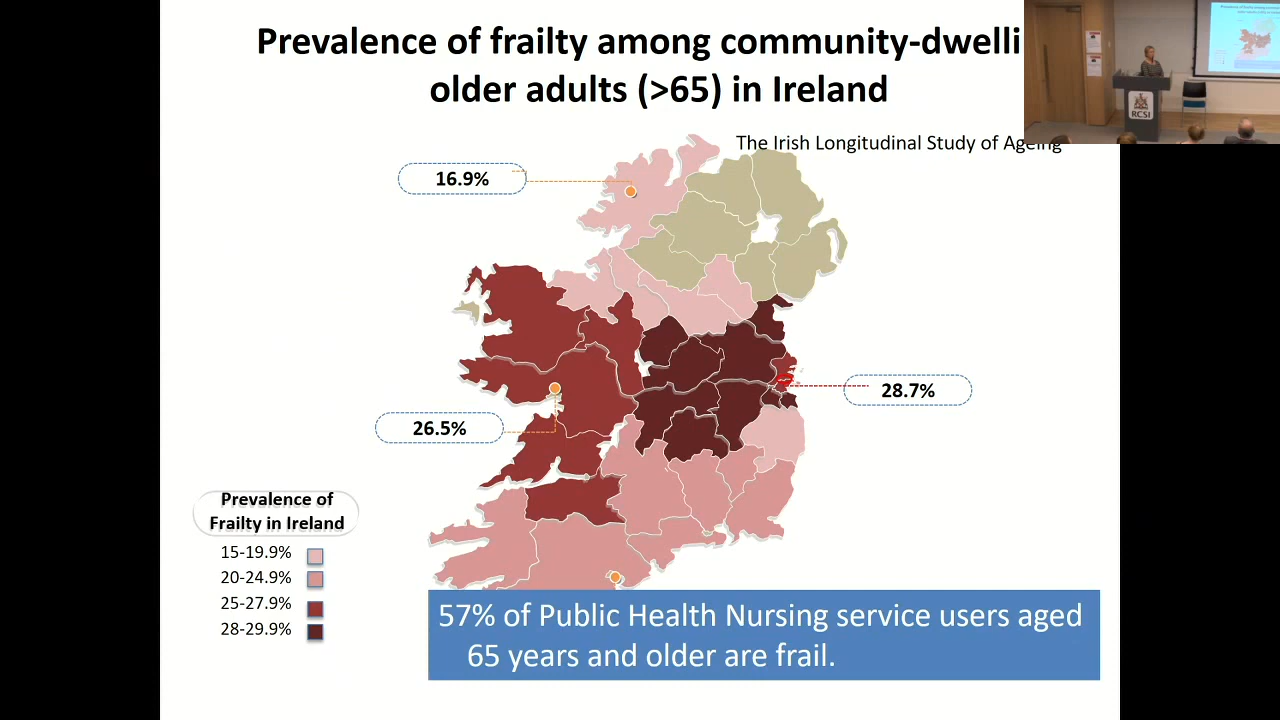 Prevalence of frailty among community-dwelli
older adults (>65) in Ireland
The Irish Longitudinal Study of Ageing
16.9%
28.7%
26.5%
Prevalence of
Frailty in Ireland
15-19.9%
20-24.9%
25-27.9%
28-29.9%
57% of Public Health Nursing service users aged
65 years and older are frail.
RCSI